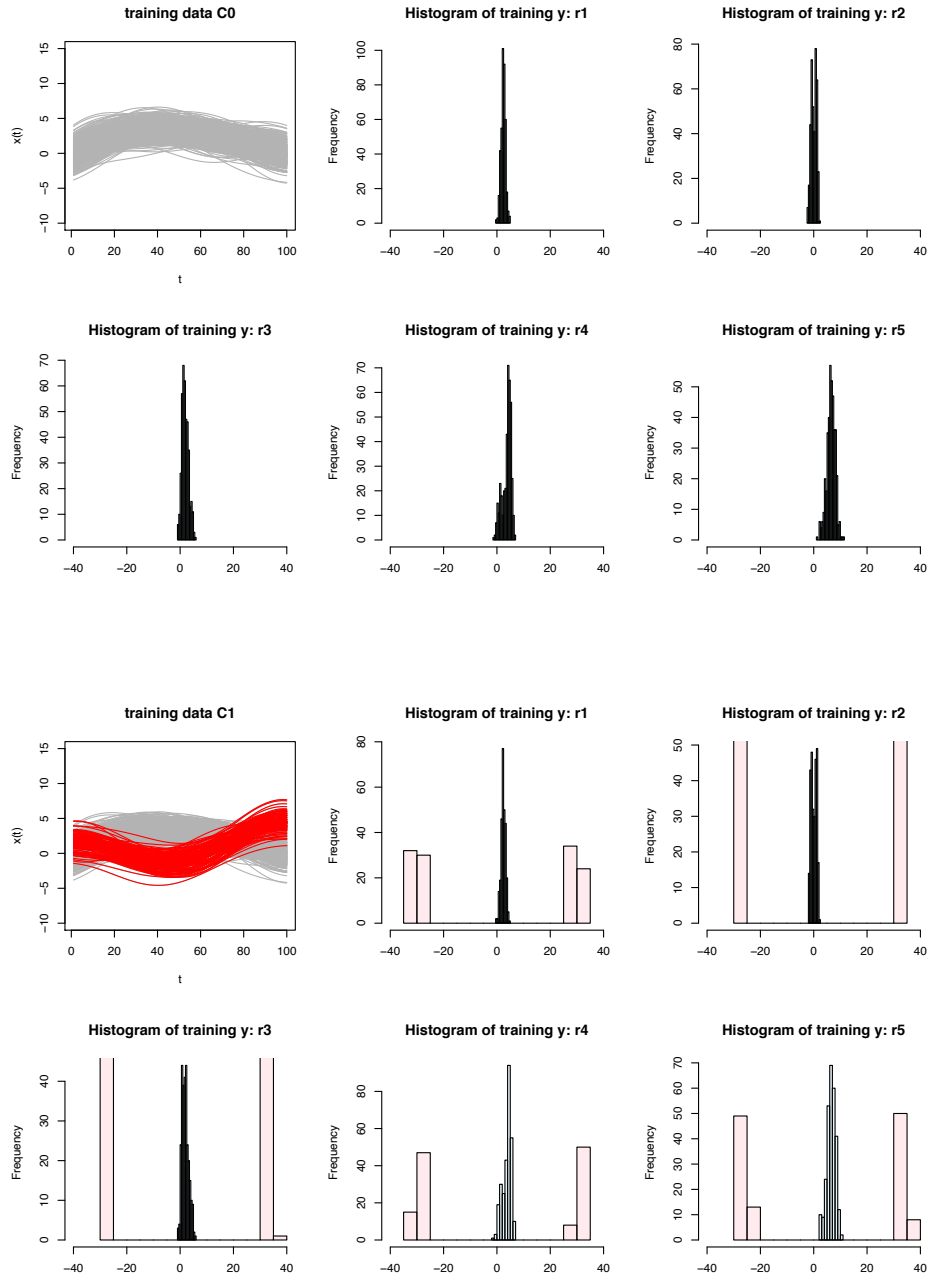 training data C0
Histogram of training y: r1
Histogram of training y: r2
x(t)
15
10
5
0
−5
−10
0 20 40 60 80 100
t
Frequency
100
80
60
40
20
0
−40 −20 0 20 40
Frequency
80
60
40
20
0
−40 −20 0 20 40
Histogram of training y: r3
Histogram of training y: r4
Histogram of training y: r5
Frequency
70
60
50
40
30
20
10
0
−40 −20 0 20 40
Frequency
70
60
50
40
30
20
10
0
−40 −20 0 20 40
Frequency
50
40
30
20
10
0
−40 −20 0 20 40
training data C1
Histogram of training y: r1
Histogram of training y: r2
x(t)
15
10
5
0
−5
−10
0 20 40 60 80 100
t
Frequency
80
60
40
20
0
−40 −20 0 20 40
Frequency
50
40
30
20
10
0
−40 −20 0 20 40
Histogram of training y: r3
Histogram of training y: r4
Histogram of training y: r5
Frequency
40
30
20
10
0
−40 −20 0 20 40
Frequency
80
60
40
20
0
−40 −20 0 20 40
Frequency
70
60
50
40
30
20
10
0
−40 −20 0 20 40